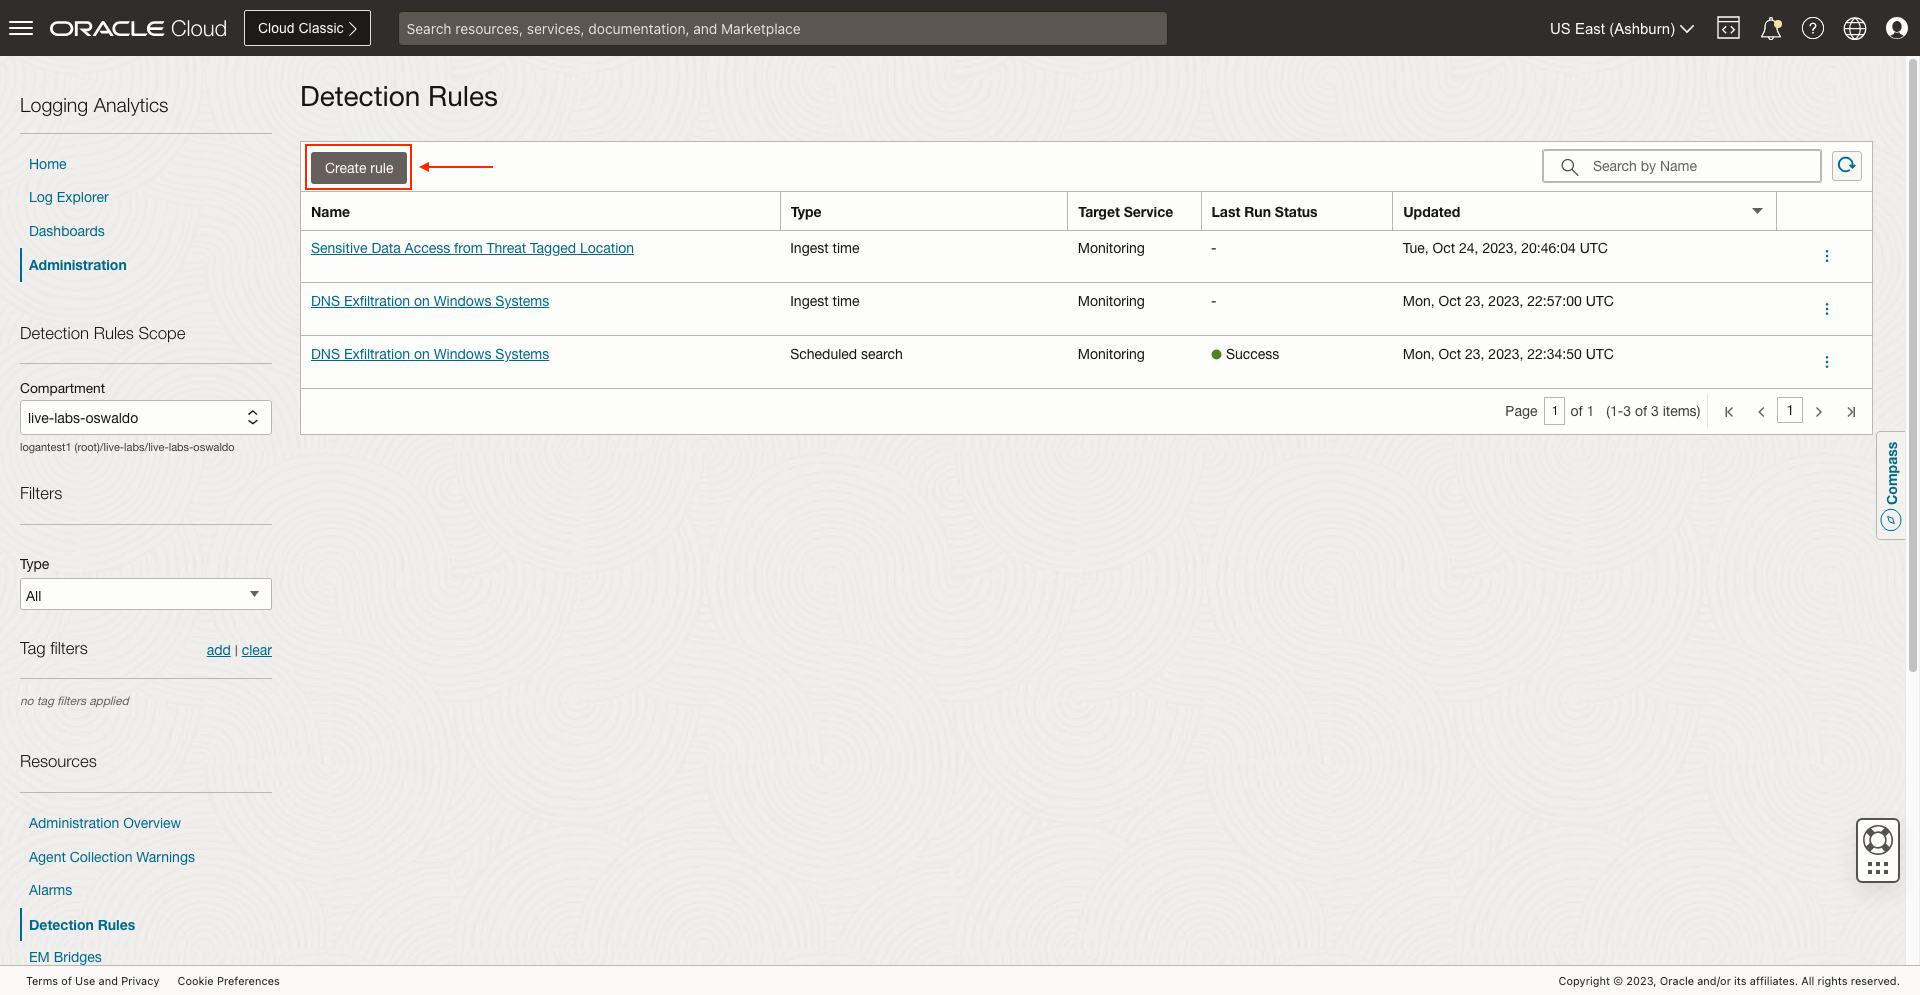 ORACLE Cloud
Cloud Classic
Search resources, services, documentation, and Marketplace
US East (Ashburn)
Logging Analytics
Home
Log Explorer
Dashboards
Administration
Detection Rules Scope
Compartment
live-labs-oswaldo
logantest1 (root)/live-labs/live-labs-oswaldo
Filters
Type
All
Tag filters add | clear
no tag filters applied
Resources
Administration Overview
Agent Collection Warnings
Alarms
Detection Rules
EM Bridges
Detection Rules
Create rule
Search by Name
Name Type Target Service Last Run Status Updated
Sensitive Data Access from Threat Tagged Location Ingest time Monitoring - Tue, Oct 24, 2023, 20:46:04 UTC
DNS Exfiltration on Windows Systems Ingest time Monitoring - Mon, Oct 23, 2023, 22:57:00 UTC
DNS Exfiltration on Windows Systems Scheduled search Monitoring Success Mon, Oct 23, 2023, 22:34:50 UTC
Page 1 of 1 (1-3 of 3 items) 1
Compass
Terms of Use and Privacy Cookie Preferences
Copyright © 2023, Oracle and/or its affiliates. All rights reserved.